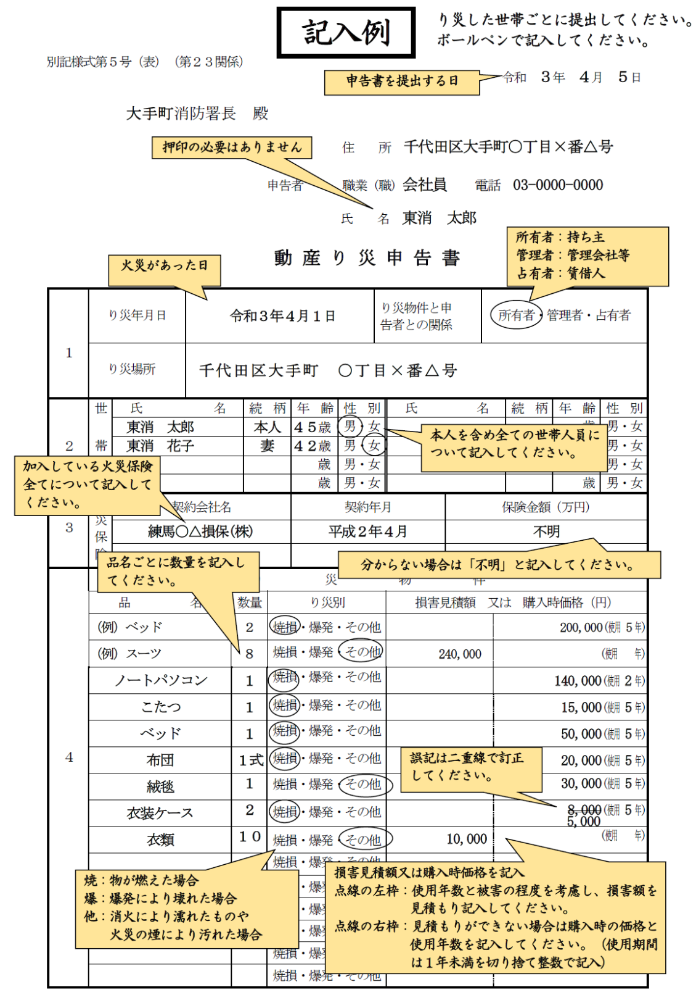 記入例
り災した世帯ごとに提出してください。
ボールペンで記入してください。
別記様式第5号（表）（第23関係）
申告書を提出する日
令和　3年　4月　5日
大手町消防署長　殿
押印の必要はありません
住　所　千代田区大手町〇丁目×番△号
申告者　職業（職）会社員　電話　03-0000-0000
氏　名　東消　太郎
所有者：持ち主
管理者：管理会社等
占有者：賃借人
動産り災申告書
火災があった日
1
り災年月日　令和3年4月1日　り災物件と申告者との関係　所有者・管理者・占有者
り災場所　千代田区大手町　〇丁目×番△号
2
世帯
氏　名　続柄　年齢　性別　氏　名　続柄　年齢　性別
東消　太郎　本人　45歳　男・女　歳　男・女
東消　花子　妻　42歳　男・女　男・女
歳　男・女　男・女
歳　男・女　歳　男・女
本人を含め全ての世帯人員に
ついて記入してください。
加入している火災保険
全てについて記入して
ください。
3
災保険
契約会社名　契約年月　保険金額（万円）
練馬〇△損保(株)　平成2年4月　不明
品名ごとに数量を記入し
てください。
分からない場合は「不明」と記入してください。
4
災　物　件
品　名　数量　り災別　損害見積額　又は　購入時価格（円）
（例）ベッド　2　焼損・爆発・その他　200,000(使用 5年)
（例）スーツ　8　焼損・爆発・その他　240,000　(使用　年)
ノートパソコン　1　焼損・爆発・その他　140,000(使用 2年)
こたつ　1　焼損・爆発・その他　15,000(使用 5年)
ベッド　1　焼損・爆発・その他　50,000(使用 5年)
布団　1式　焼損・爆発・その他　20,000(使用 5年)
絨毯　1　焼損・爆発・その他　30,000(使用 5年)
誤記は二重線で訂正
してください。
衣装ケース　2　焼損・爆発・その他　8,000(使用 5年)
5,000
衣類　10　焼損・爆発・その他　10,000　(使用　年)
焼損・爆発・その他
焼：物が燃えた場合
爆：爆発により壊れた場合
他：消火により濡れたものや
火災の煙により汚れた場合
損害見積額又は購入時価格を記入
点線の左枠：使用年数と被害の程度を考慮し、損害額を
見積もり記入してください。
点線の右枠：見積もりができない場合は購入時の価格と
使用年数を記入してください。（使用期間
は1年未満を切り捨て整数で記入）
・爆
・爆
・爆
・爆
焼損・爆
焼損・爆発・その他